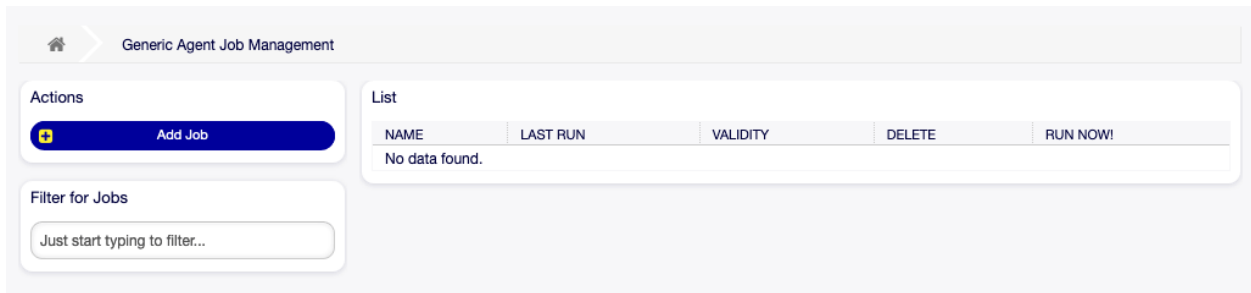 Generic Agent Job Management
Actions
Add Job
Filter for Jobs
Just start typing to filter...
List
NAME LAST RUN VALIDITY DELETE RUN NOW!
No data found.